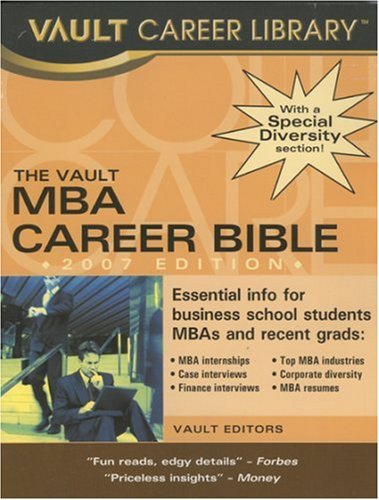 VAULT CAREER LIBRARY™
With a
Special
Diversity
section!
THE VAULT
MBA
CAREER BIBLE
• 2007 EDITION •
Essential info for
business school students
MBAs and recent grads:
• MBA internships
• Case interviews
• Finance interviews
• Top MBA industries
• Corporate diversity
• MBA resumes
VAULT EDITORS
"Fun reads, edgy details" – Forbes
"Priceless insights" – Money